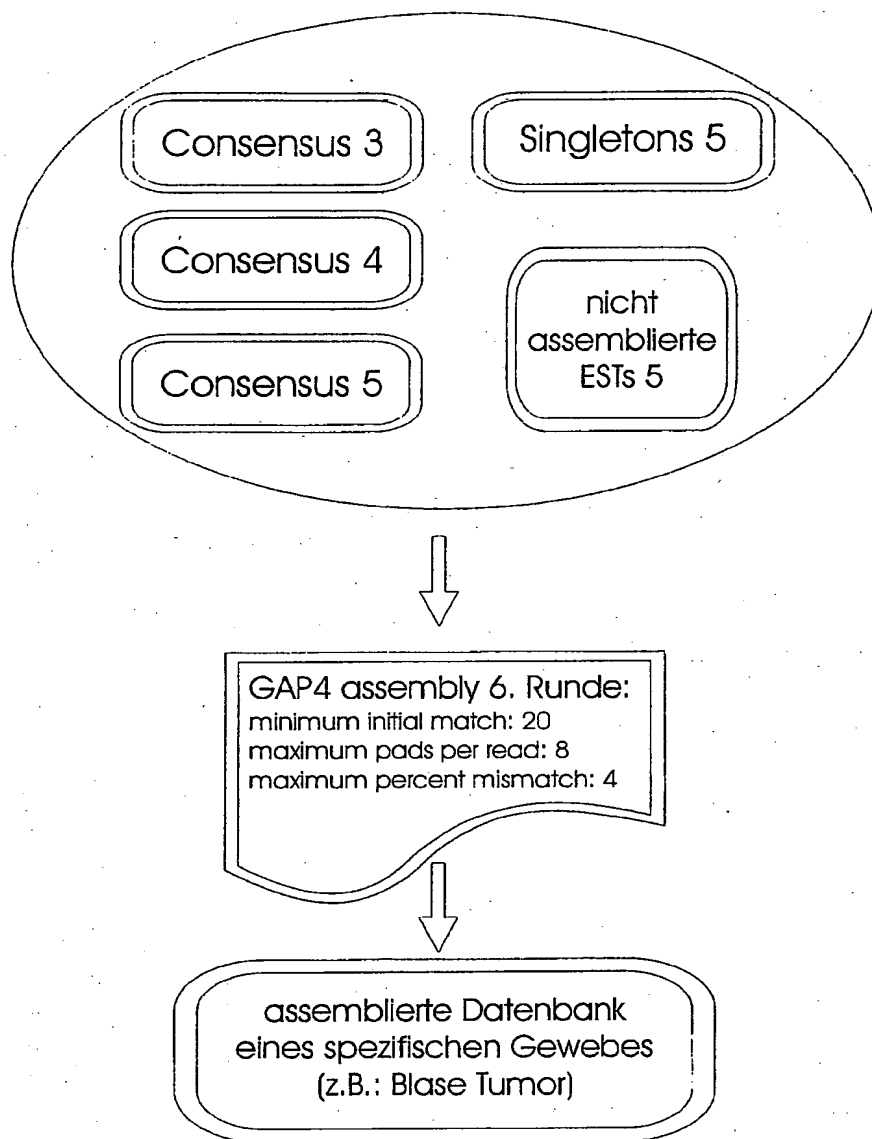 Consensus 3
Singletons 5
Consensus 4
nicht
assemblierte
ESTs 5
Consensus 5
GAP4 assembly 6. Runde:
minimum initial match: 20
maximum pads per read: 8
maximum percent mismatch: 4
assemblierte Datenbank
eines spezifischen Gewebes
(z.B.: Blase Tumor)